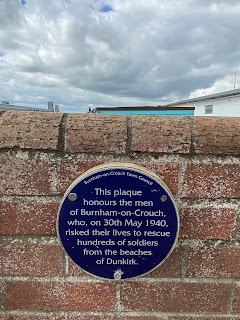 Burnham-on-Crouch Town Council
This plaque
honours the men
of Burnham-on-Crouch,
who, on 30th May 1940,
risked their lives to rescue
hundreds of soldiers
from the beaches
of Dunkirk.